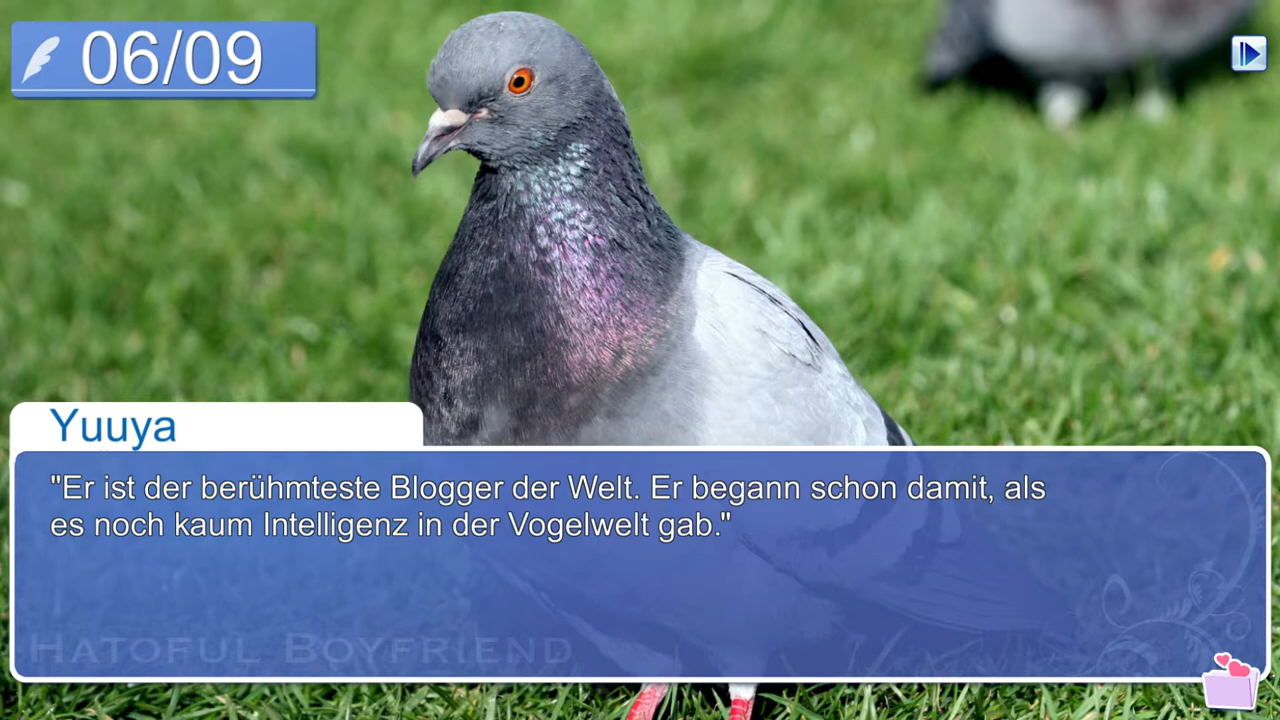 06/09
Yuuya
"Er ist der berühmteste Blogger der Welt. Er begann schon damit, als
es noch kaum Intelligenz in der Vogelwelt gab."
HATOFUL BOYFRIEND